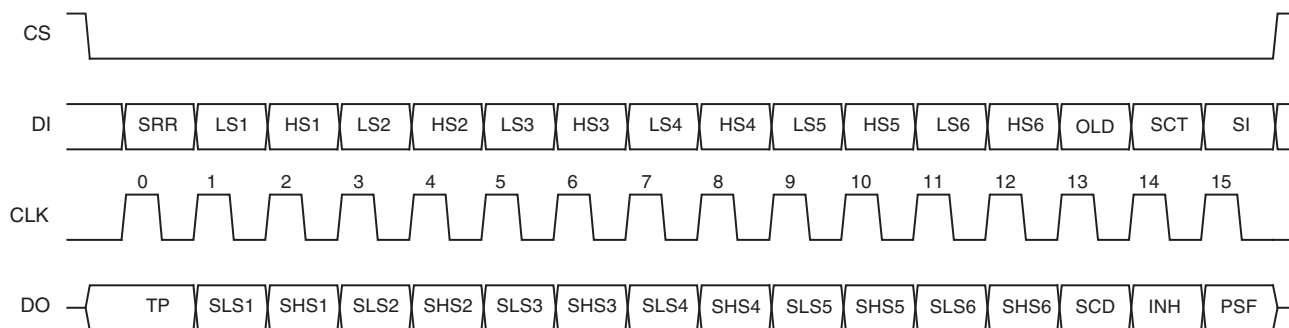 CS
DI SRR LS1 HS1 LS2 HS2 LS3 HS3 LS4 HS4 LS5 HS5 LS6 HS6 OLD SCT SI
0 1 2 3 4 5 6 7 8 9 10 11 12 13 14 15
CLK
DO TP SLS1 SHS1 SLS2 SHS2 SLS3 SHS3 SLS4 SHS4 SLS5 SHS5 SLS6 SHS6 SCD INH PSF